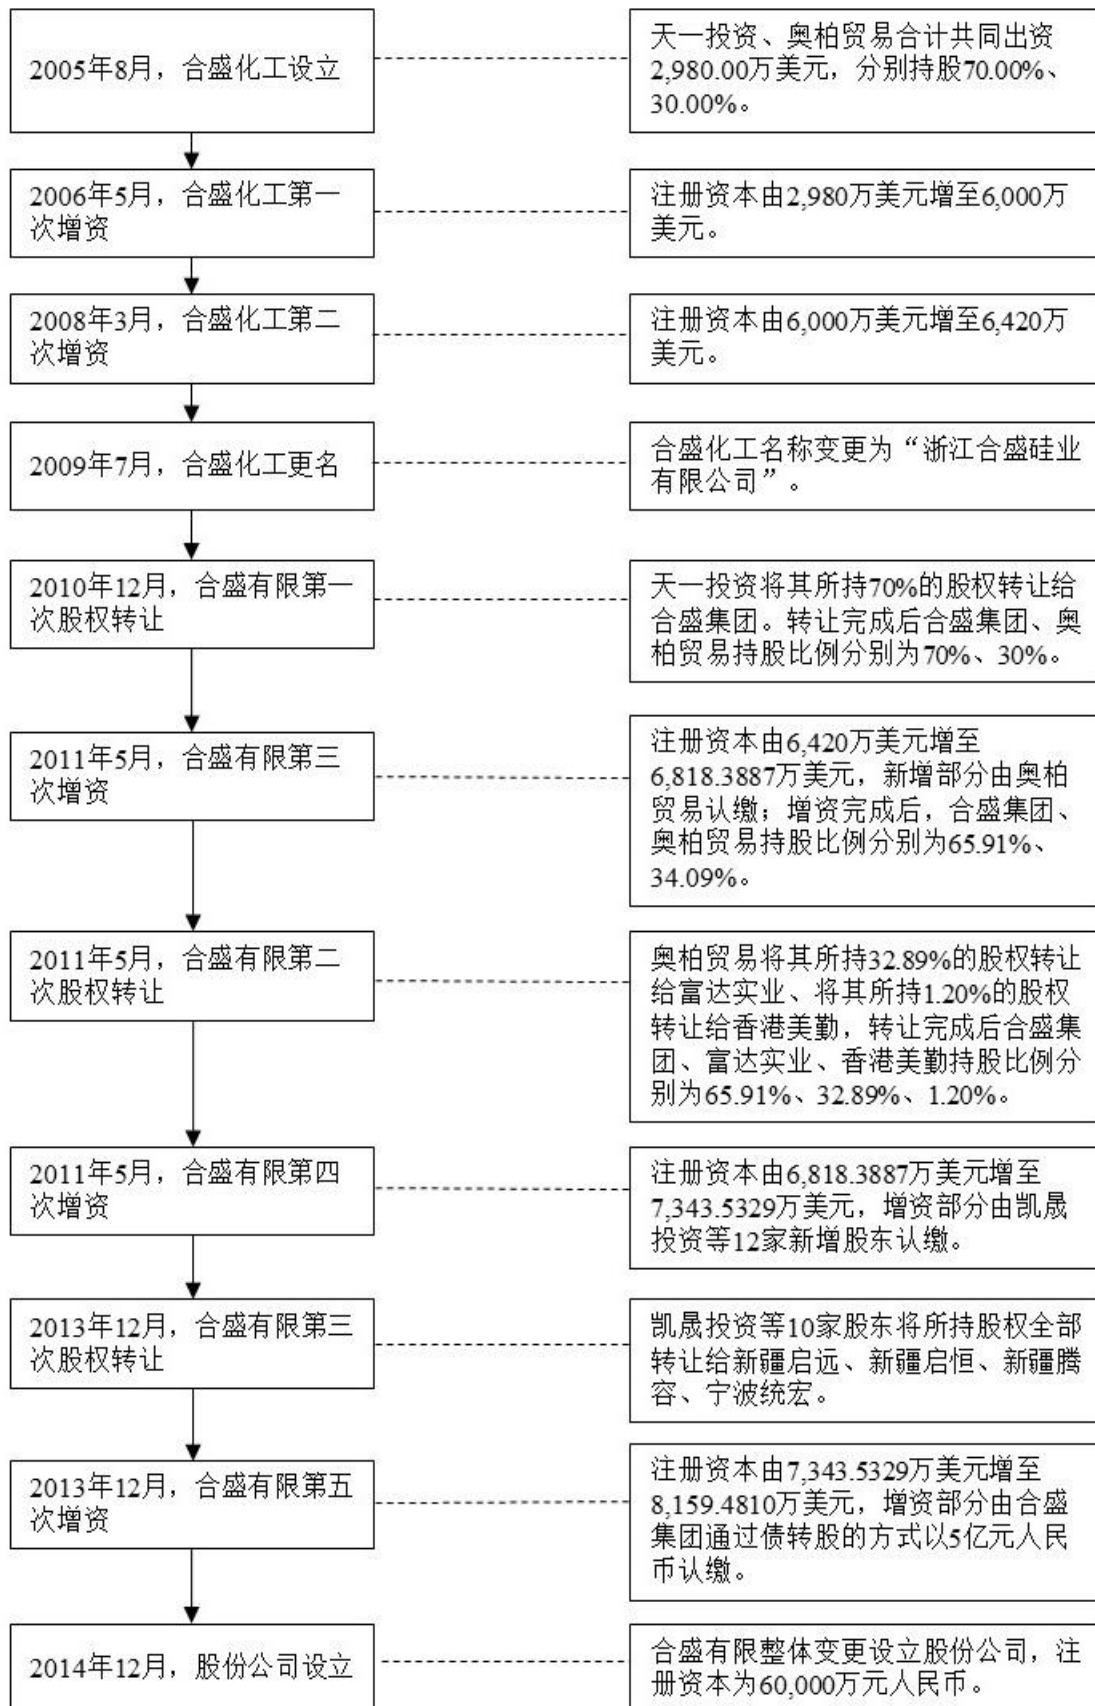 2005年8月，合盛化工设立
天一投资、奥柏贸易合计共同出资
2,980.00万美元，分别持股70.00%、
30.00%。
2006年5月，合盛化工第一
次增资
注册资本由2,980万美元增至6,000万
美元。
2008年3月，合盛化工第二
次增资
注册资本由6,000万美元增至6,420万
美元。
2009年7月，合盛化工更名
合盛化工名称变更为“浙江合盛硅业
有限公司”。
2010年12月，合盛有限第一
次股权转让
天一投资将其所持70%的股权转让给
合盛集团。转让完成后合盛集团、奥
柏贸易持股比例分别为70%、30%。
2011年5月，合盛有限第三
次增资
注册资本由6,420万美元增至
6,818.3887万美元，新增部分由奥柏
贸易认缴；增资完成后，合盛集团、
奥柏贸易持股比例分别为65.91%、
34.09%。
2011年5月，合盛有限第二
次股权转让
奥柏贸易将其所持32.89%的股权转让
给富达实业、将其所持1.20%的股权
转让给香港美勤，转让完成后合盛集
团、富达实业、香港美勤持股比例分
别为65.91%、32.89%、1.20%。
2011年5月，合盛有限第四
次增资
注册资本由6,818.3887万美元增至
7,343.5329万美元，增资部分由凯晟
投资等12家新增股东认缴。
2013年12月，合盛有限第三
次股权转让
凯晟投资等10家股东将所持股权全部
转让给新疆启远、新疆启恒、新疆腾
容、宁波统宏。
2013年12月，合盛有限第五
次增资
注册资本由7,343.5329万美元增至
8,159.4810万美元，增资部分由合盛
集团通过债转股的方式以5亿元人民
币认缴。
2014年12月，股份公司设立
合盛有限整体变更设立股份公司，注
册资本为60,000万元人民币。